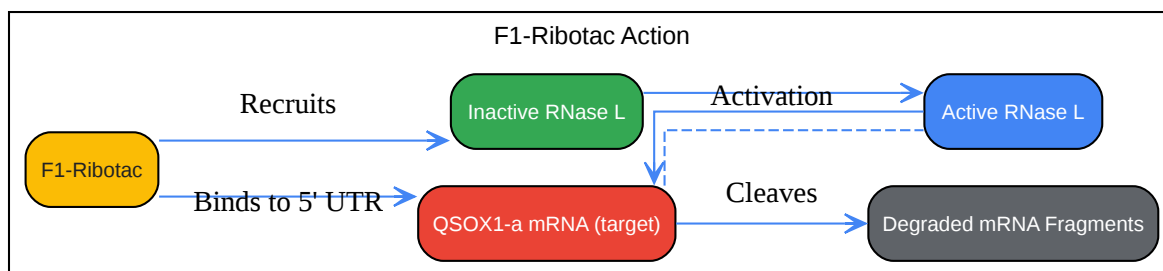 F1-Ribotac Action
Recruits
Inactive RNase L
Activation
Active RNase L
F1-Ribotac
Binds to 5' UTR
QSOX1-a mRNA (target)
Cleaves
Degraded mRNA Fragments